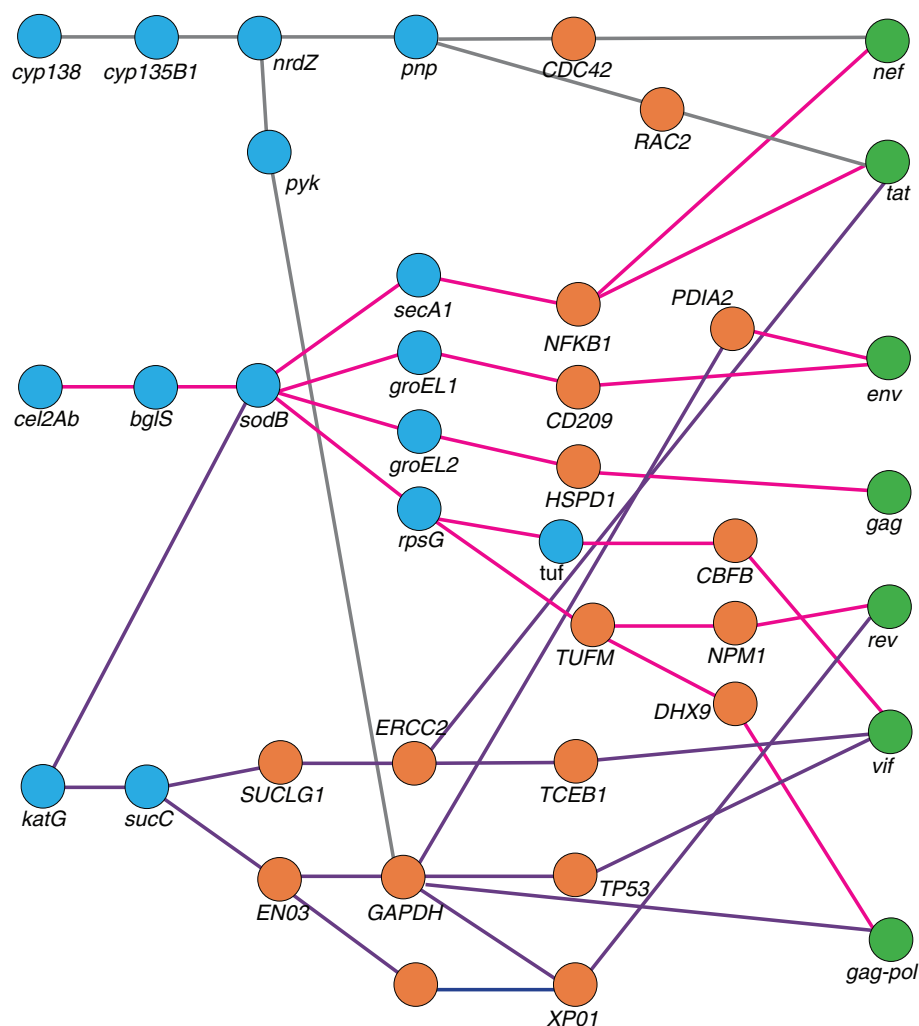 cyp138
cyp135B1
nrdZ
pnp
CDC42
nef
RAC2
pyk
tat
secA1
NFKB1
PDIA2
cel2Ab
bglS
sodB
groEL1
CD209
env
groEL2
HSPD1
gag
rpsG
tuf
CBFB
TUFM
NPM1
rev
DHX9
ERCC2
katG
sucC
SUCLG1
TCEB1
vif
EN03
GAPDH
TP53
gag-pol
XP01